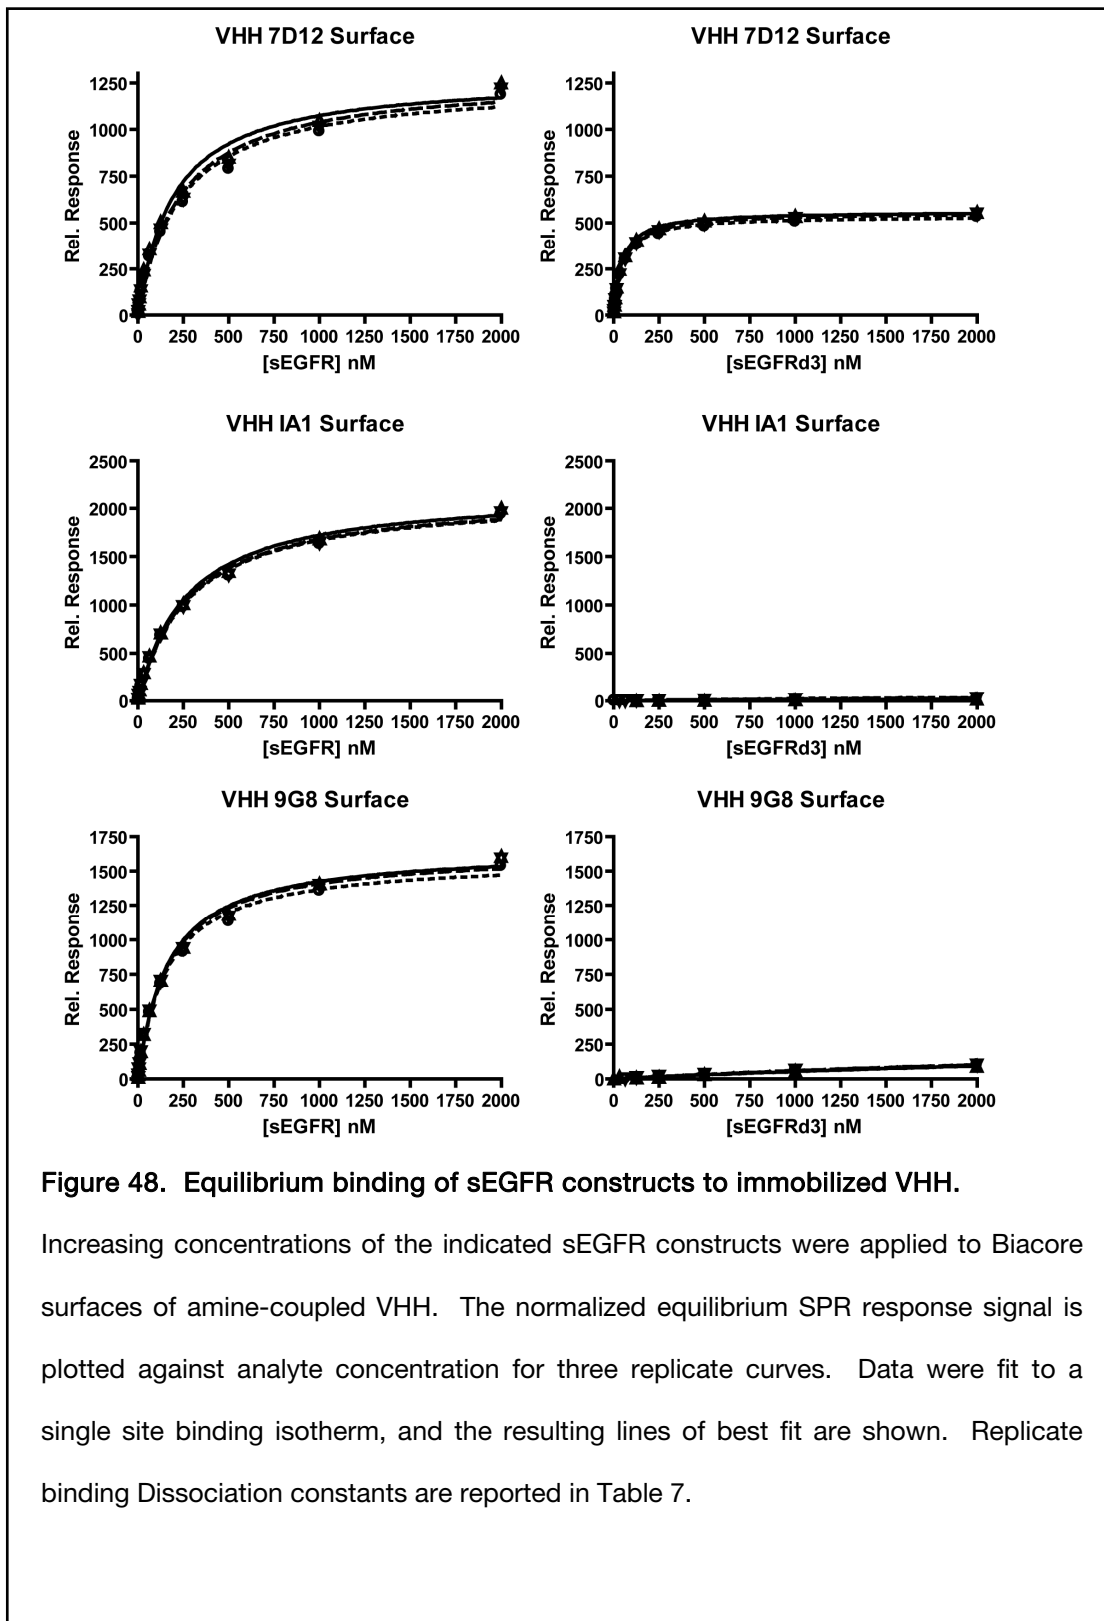 VHH 7D12 Surface
1250
1000
750
500
250
0
Rel. Response
0 250 500 750 1000 1250 1500 1750 2000
[sEGFR] nM
VHH 7D12 Surface
1250
1000
750
500
250
0
Rel. Response
0 250 500 750 1000 1250 1500 1750 2000
[sEGFRd3] nM
VHH IA1 Surface
2500
2000
1500
1000
500
0
Rel. Response
0 250 500 750 1000 1250 1500 1750 2000
[sEGFR] nM
VHH IA1 Surface
2500
2000
1500
1000
500
0
Rel. Response
0 250 500 750 1000 1250 1500 1750 2000
[sEGFRd3] nM
VHH 9G8 Surface
1750
1500
1250
1000
750
500
250
0
Rel. Response
0 250 500 750 1000 1250 1500 1750 2000
[sEGFR] nM
VHH 9G8 Surface
1750
1500
1250
1000
750
500
250
0
Rel. Response
0 250 500 750 1000 1250 1500 1750 2000
[sEGFRd3] nM
Figure 48. Equilibrium binding of sEGFR constructs to immobilized VHH.
Increasing concentrations of the indicated sEGFR constructs were applied to Biacore
surfaces of amine-coupled VHH. The normalized equilibrium SPR response signal is
plotted against analyte concentration for three replicate curves. Data were fit to a
single site binding isotherm, and the resulting lines of best fit are shown. Replicate
binding Dissociation constants are reported in Table 7.